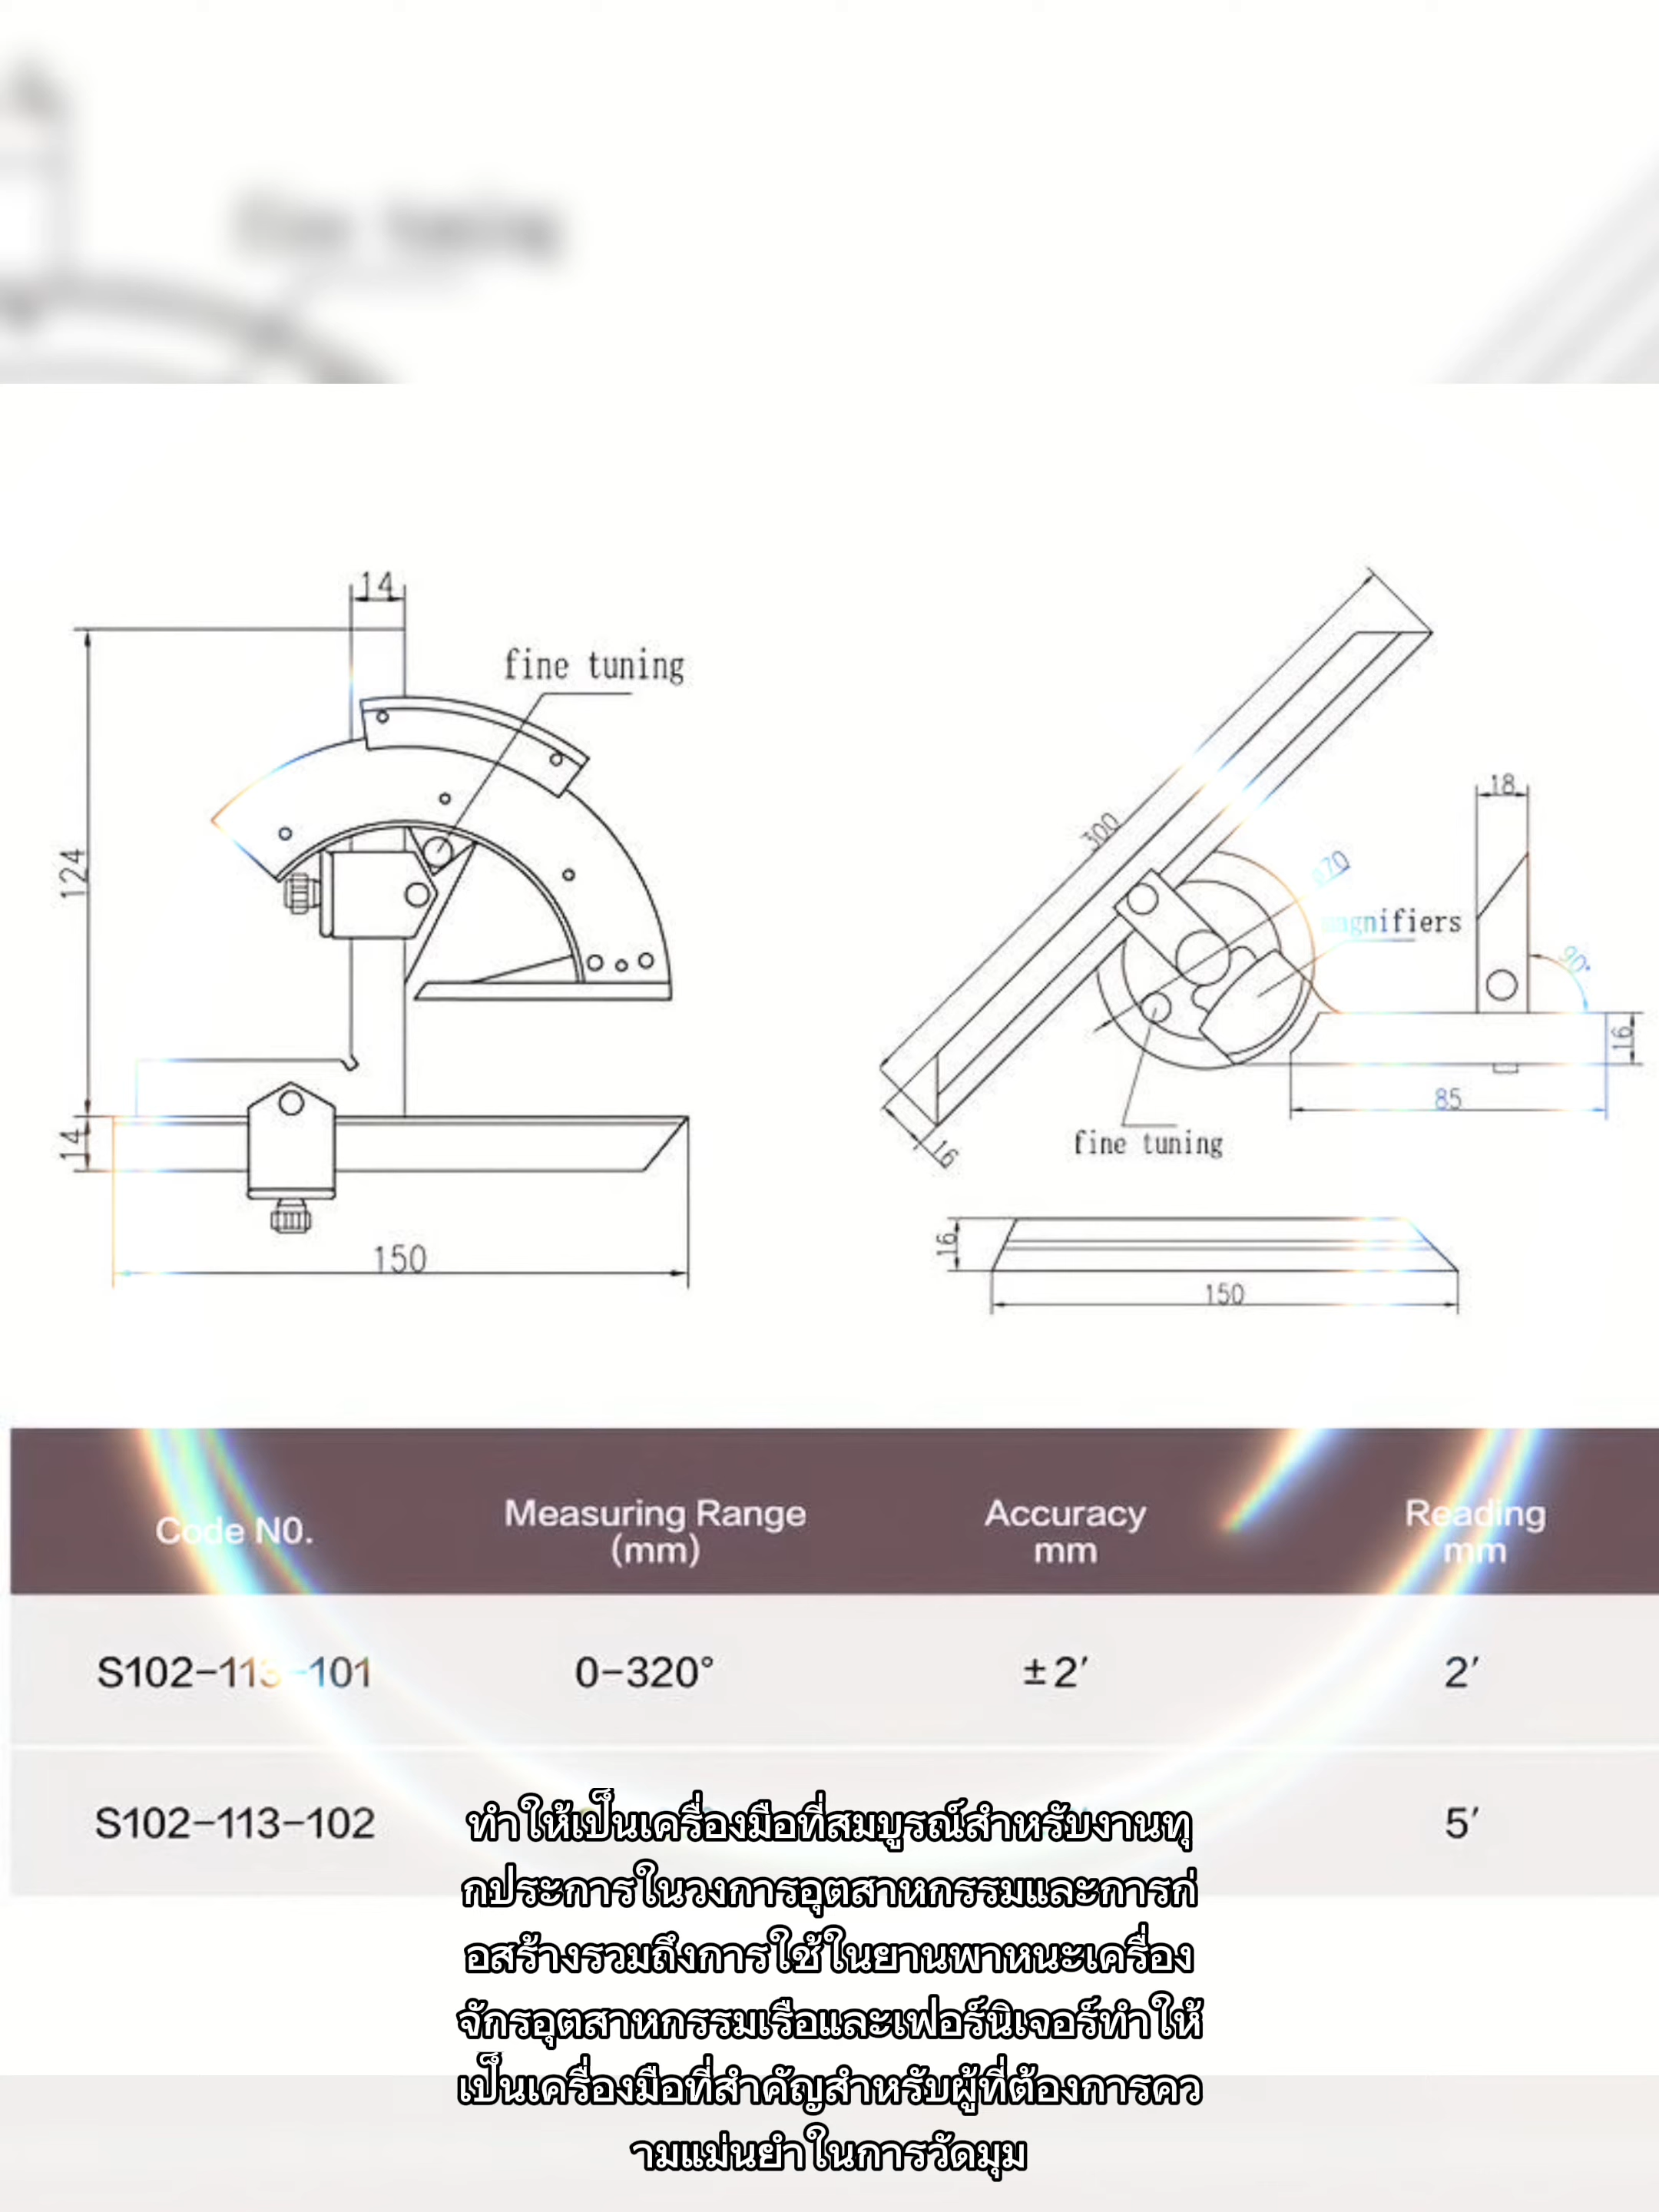 14
fine tuning
124
14
150
300
18
ø70
magnifiers
90°
16
85
16
fine tuning
16
150
Code N0.
Measuring Range
(mm)
Accuracy
mm
Reading
mm
S102-113-101
0-320°
±2′
2′
S102-113-102
5′
ทำให้เป็นเครื่องมือที่สมบูรณ์สำหรับงานทุ
กประการในวงการอุตสาหกรรมและการก่
อสร้างรวมถึงการใช้ในยานพาหนะเครื่อง
จักรอุตสาหกรรมเรือและเฟอร์นิเจอร์ทำให้
เป็นเครื่องมือที่สำคัญสำหรับผู้ที่ต้องการคว
ามแม่นยำในการวัดมุม